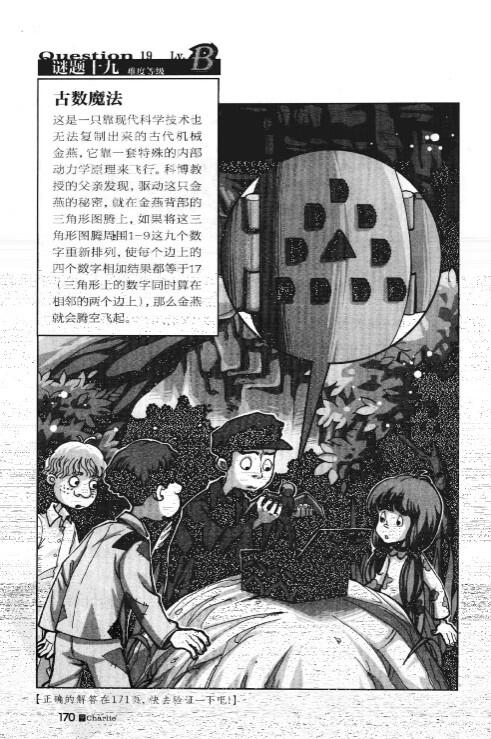 Question 19 Lv. B
谜题十九 难度等级
古数魔法
这是一只靠现代科学技术也
无法复制出来的古代机械
金燕，它靠一套特殊的内部
动力学原理来飞行。科博教
授的父亲发现，驱动这只金
燕的秘密，就在金燕背部的
三角形图腾上，如果将这三
角形图腾周围1-9这九个数
字重新排列，使每个边上的
四个数字相加结果都等于17
（三角形上的数字同时算在
相邻的两个边上），那么金燕
就会腾空飞起。
[正确的解答在171页，快去验证一下吧!]
170 Charlie